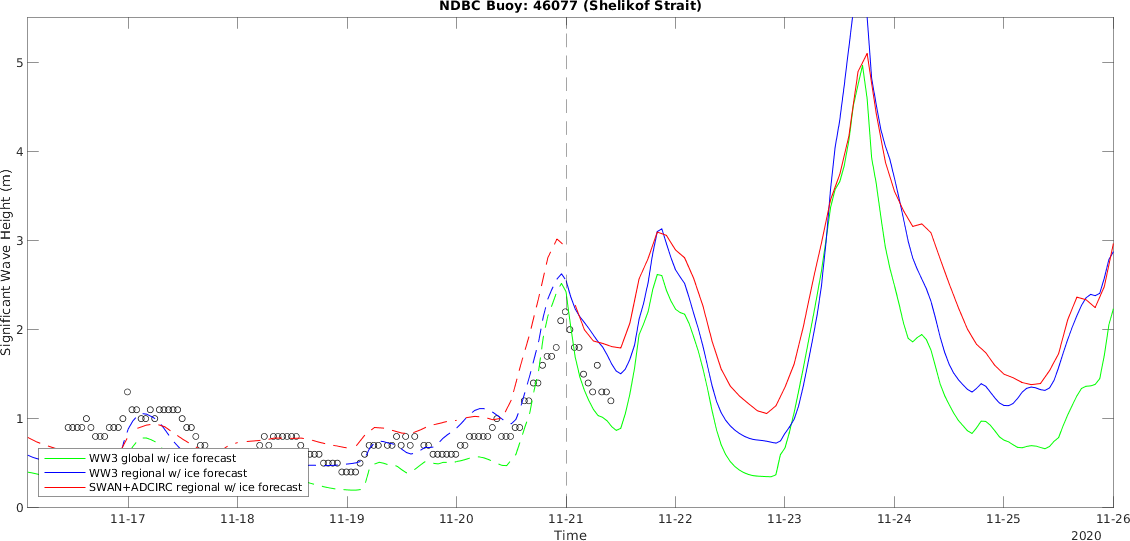 NDBC Buoy: 46077 (Shelikof Strait)
Significant Wave Height (m)
5
4
3
2
1
0
WW3 global w/ ice forecast
WW3 regional w/ ice forecast
SWAN+ADCIRC regional w/ ice forecast
11-17 11-18 11-19 11-20 11-21 11-22 11-23 11-24 11-25 11-26
Time
2020